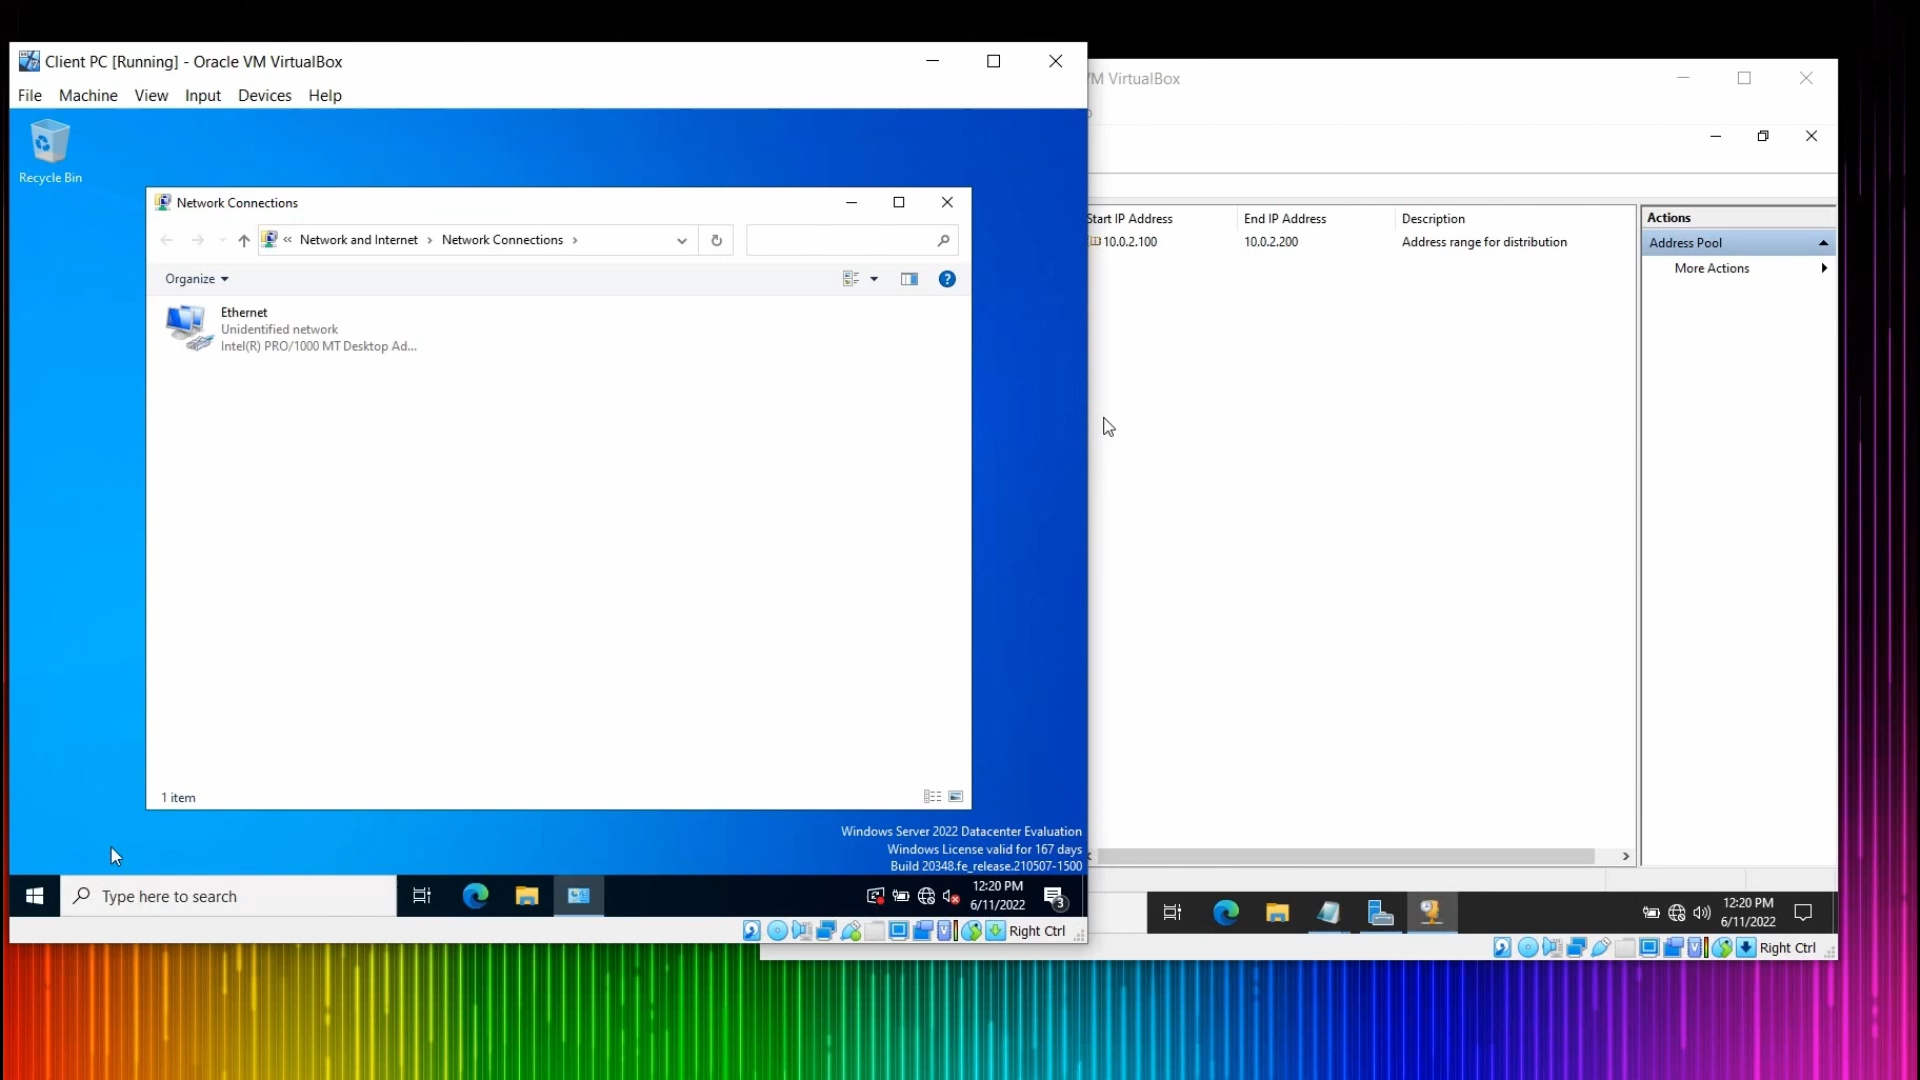 Client PC [Running] - Oracle VM VirtualBox
File Machine View Input Devices Help
Recycle Bin
Network Connections
« Network and Internet › Network Connections ›
Organize
Ethernet
Unidentified network
Intel(R) PRO/1000 MT Desktop Ad...
1 item
Windows Server 2022 Datacenter Evaluation
Windows License valid for 167 days
Build 20348.fe_release.210507-1500
Type here to search
12:20 PM
6/11/2022
3
Right Ctrl
VM VirtualBox
Start IP Address End IP Address Description
10.0.2.100 10.0.2.200 Address range for distribution
Actions
Address Pool
More Actions
12:20 PM
6/11/2022
Right Ctrl